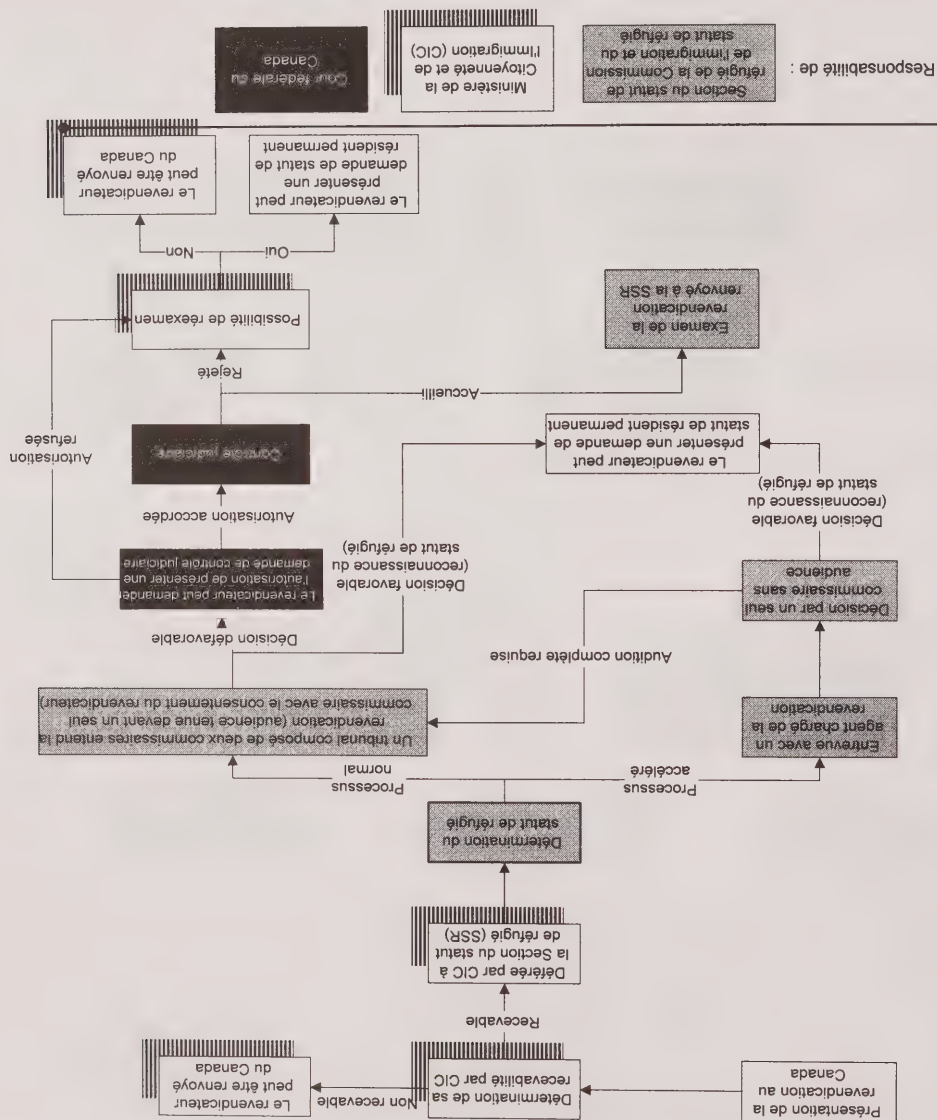 Présentation de la
revendication au
Canada
Détermination de sa
recevabilité par CIC
Non recevable
Le revendicateur
peut être renvoyé
du Canada
Recevable
Déférée par CIC à
la Section du statut
de réfugié (SSR)
Détermination du
statut de réfugié
Processus
accéléré
Processus
normal
Entrevue avec un
agent chargé de la
revendication
Un tribunal composé de deux commissaires entend la
revendication (audience tenue devant un seul
commissaire avec le consentement du revendicateur)
Audition complète requise
Décision par un seul
commissaire sans
audience
Décision défavorable
Le revendicateur peut demander
l'autorisation de présenter une
demande de contrôle judiciaire
Décision favorable
(reconnaissance du
statut de réfugié)
Décision favorable
(reconnaissance du
statut de réfugié)
Autorisation accordée
Autorisation
refusée
Contrôle judiciaire
Le revendicateur peut
présenter une demande de
statut de résident permanent
Accueilli
Rejeté
Examen de la
revendication
renvoyé à la SSR
Possibilité de réexamen
Oui
Non
Le revendicateur peut
présenter une
demande de statut de
résident permanent
Le revendicateur
peut être renvoyé
du Canada
Responsabilité de :
Section du statut de
réfugié de la Commission
de l'immigration et du
statut de réfugié
Ministère de la
Citoyenneté et de
l'Immigration (CIC)
Cour fédérale du
Canada